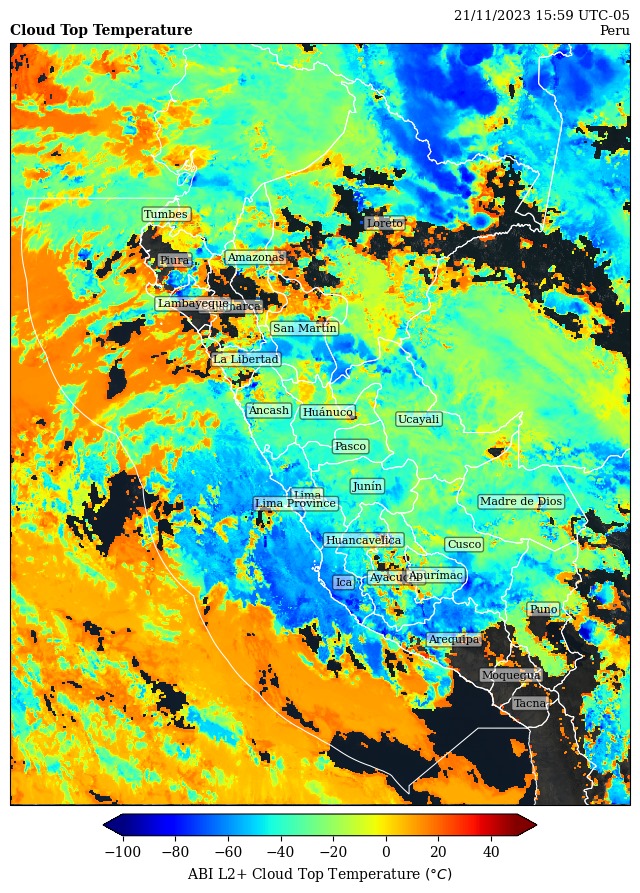 21/11/2023 15:59 UTC-05
Cloud Top Temperature
Peru
Tumbes
Loreto
Piura
Amazonas
Lambayeque
San Martín
La Libertad
Ancash
Huánuco
Ucayali
Pasco
Junín
Lima
Lima Province
Madre de Dios
Huancavelica
Cusco
Ica
Apurímac
Puno
Arequipa
Moquegua
Tacna
−100 −80 −60 −40 −20 0 20 40
ABI L2+ Cloud Top Temperature (°C)